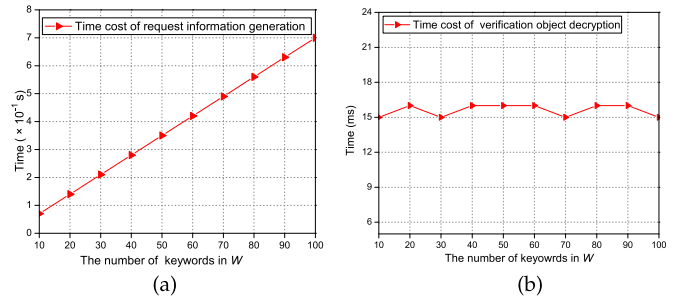 8
7
6
5
4
3
2
1
0
Time ( × 10⁻¹ s)
Time cost of request information generation
10 20 30 40 50 60 70 80 90 100
The number of keywords in W
(a)
24
21
18
15
12
9
6
Time (ms)
Time cost of verification object decryption
10 20 30 40 50 60 70 80 90 100
The number of keywords in W
(b)